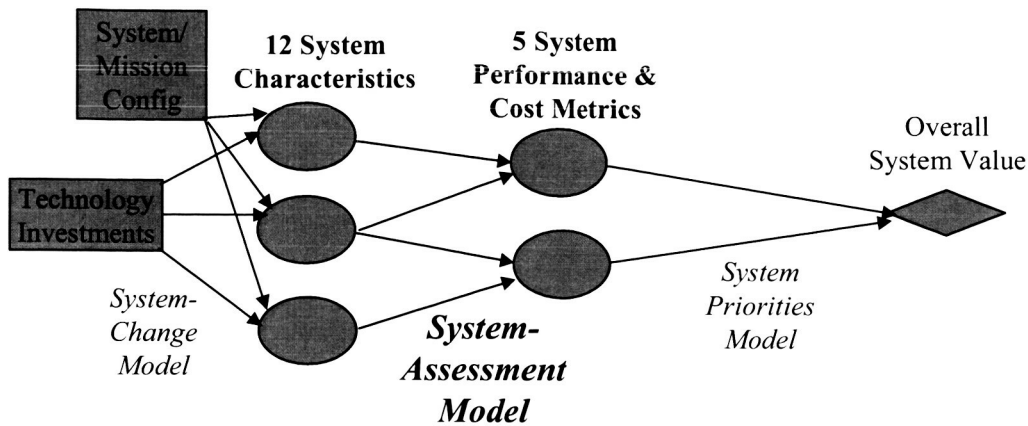 System/
Mission
Config
12 System
Characteristics
5 System
Performance &
Cost Metrics
Overall
System Value
Technology
Investments
System-
Change
Model
System-
Assessment
Model
System
Priorities
Model